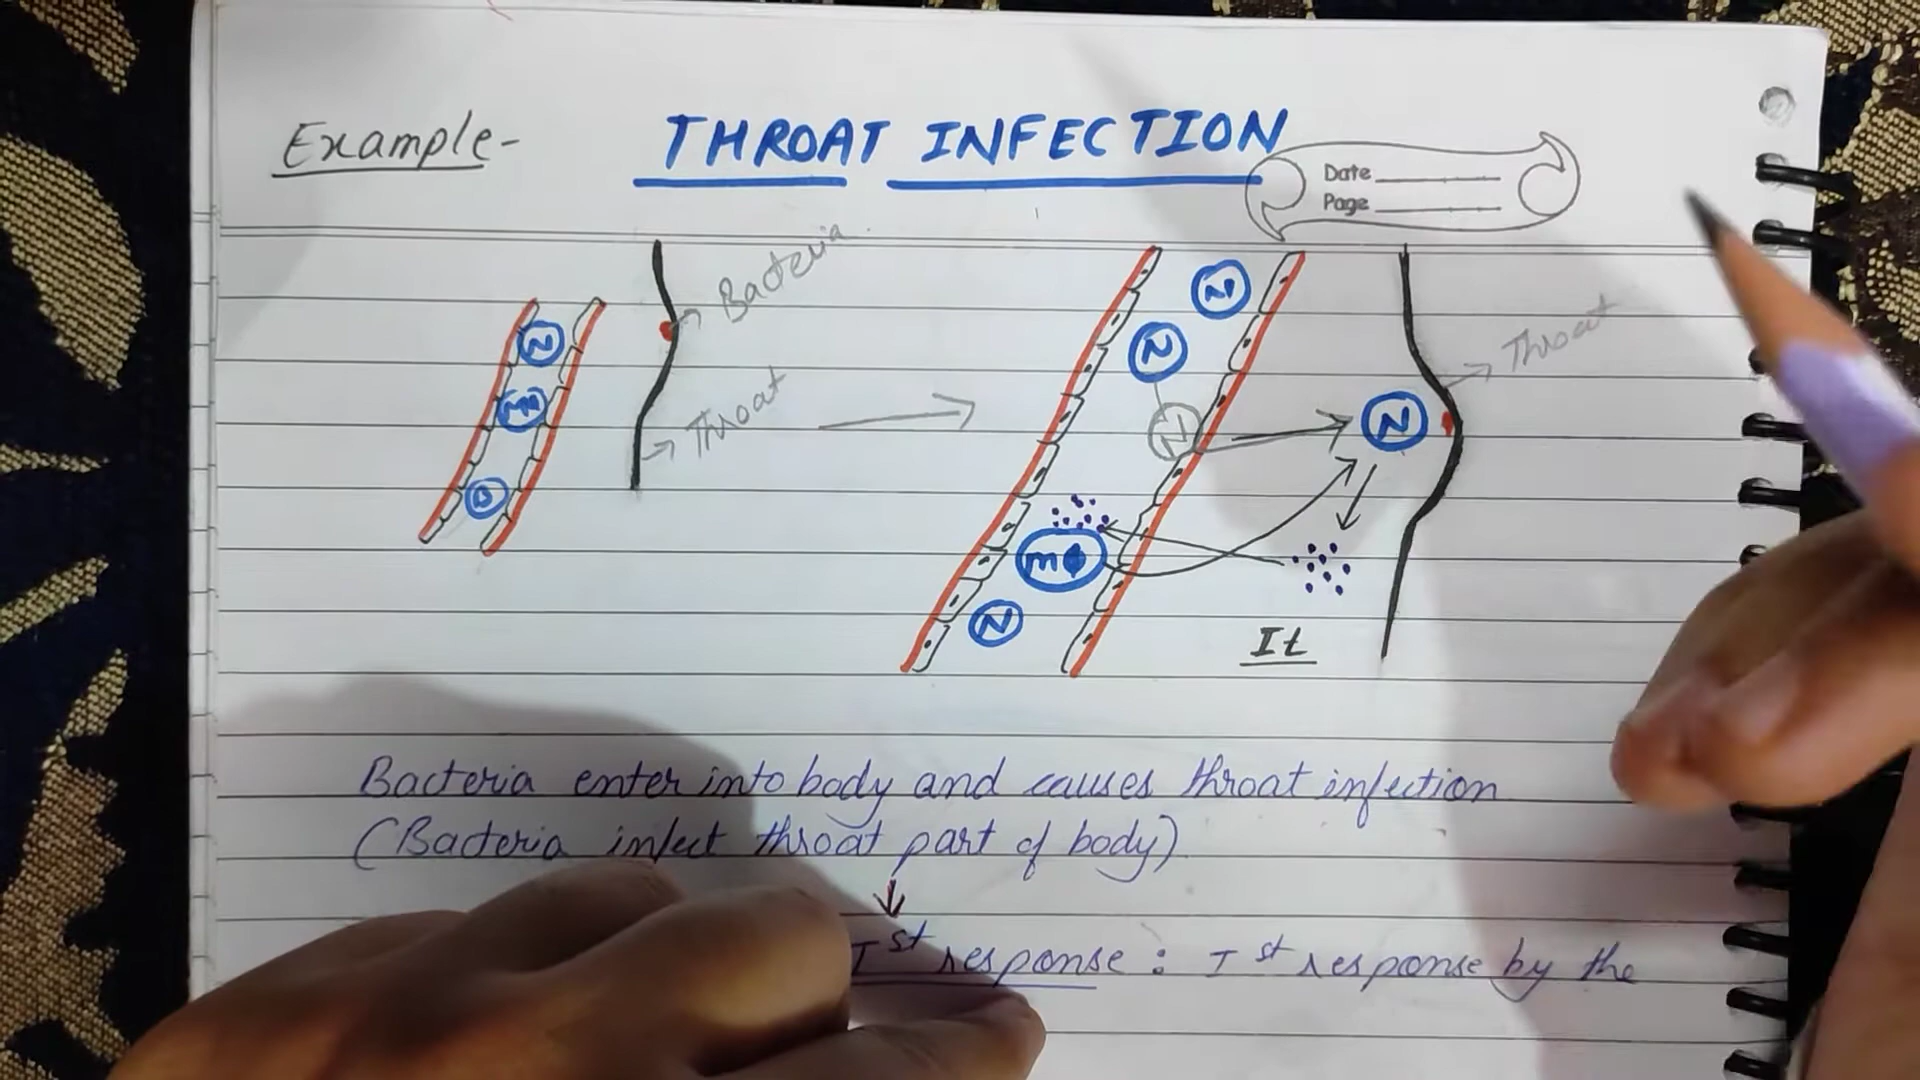 Example-
THROAT INFECTION
Date
Page
Bacteria
Throat
N
B
N
N
N
N
Throat
mϕ
N
It
Bacteria enter into body and causes throat infection
(Bacteria infect throat part of body)
Ist response : Ist response by the